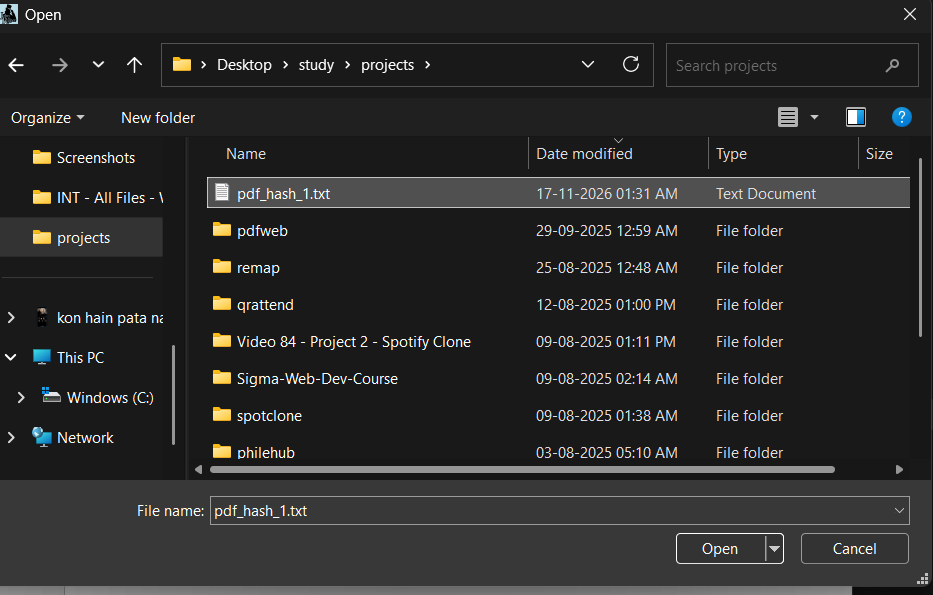 Open
Desktop > study > projects >
Search projects
Organize
New folder
Screenshots
INT - All Files - W
projects
kon hain pata na
This PC
Windows (C:)
Network
Name Date modified Type Size
pdf_hash_1.txt 17-11-2026 01:31 AM Text Document
pdfweb 29-09-2025 12:59 AM File folder
remap 25-08-2025 12:48 AM File folder
qrattend 12-08-2025 01:00 PM File folder
Video 84 - Project 2 - Spotify Clone 09-08-2025 01:11 PM File folder
Sigma-Web-Dev-Course 09-08-2025 02:14 AM File folder
spotclone 09-08-2025 01:38 AM File folder
philehub 03-08-2025 05:10 AM File folder
File name: pdf_hash_1.txt
Open
Cancel